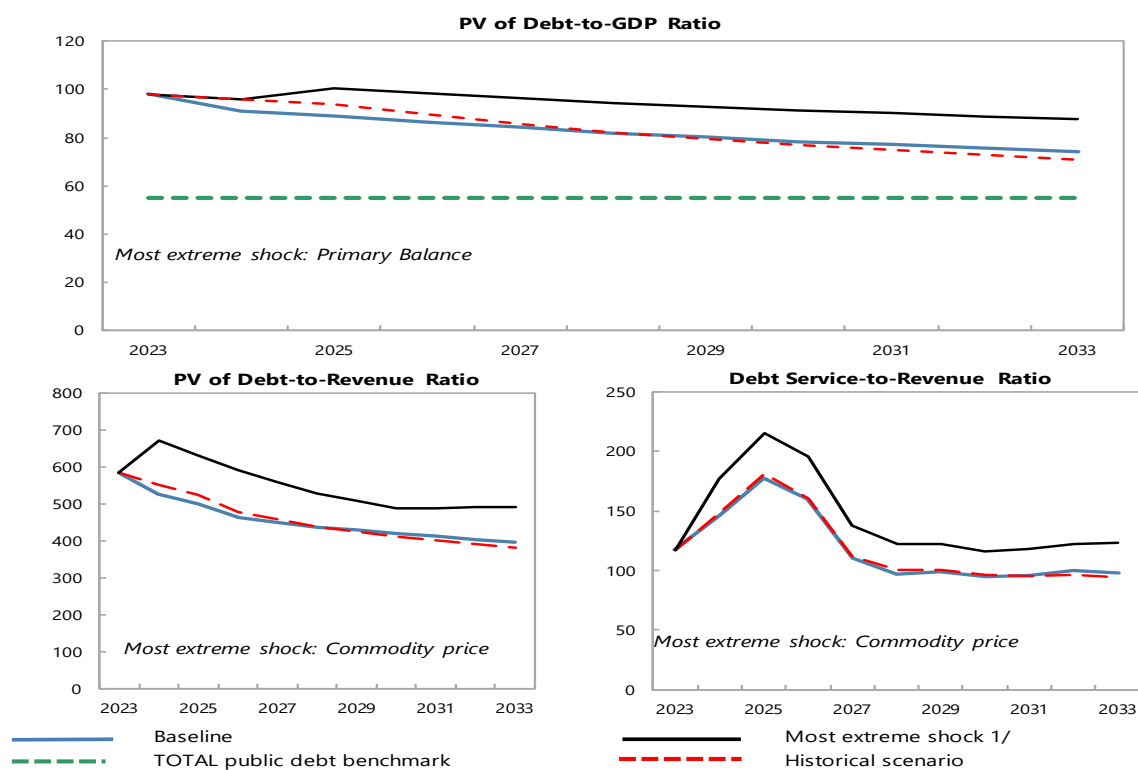 PV of Debt-to-GDP Ratio
120
100
80
60
40
20
0
Most extreme shock: Primary Balance
2023 2025 2027 2029 2031 2033
PV of Debt-to-Revenue Ratio
800
700
600
500
400
300
200
100
0
Most extreme shock: Commodity price
2023 2025 2027 2029 2031 2033
Debt Service-to-Revenue Ratio
250
200
150
100
50
0
Most extreme shock: Commodity price
2023 2025 2027 2029 2031 2033
Baseline
TOTAL public debt benchmark
Most extreme shock 1/
Historical scenario